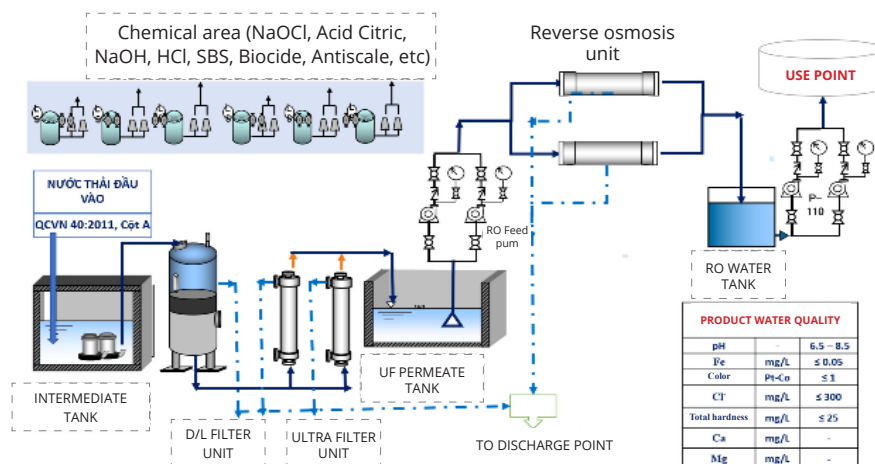 Chemical area (NaOCl, Acid Citric,
NaOH, HCl, SBS, Biocide, Antiscale, etc)
Reverse osmosis
unit
USE POINT
NƯỚC THẢI ĐẦU
VÀO
QCVN 40:2011, Cột A
RO Feed
pum
P-
110
RO WATER
TANK
UF PERMEATE
TANK
INTERMEDIATE
TANK
D/L FILTER
UNIT
ULTRA FILTER
UNIT
TO DISCHARGE POINT
PRODUCT WATER QUALITY
pH - 6.5 – 8.5
Fe mg/L ≤ 0.05
Color Pt-Co ≤ 1
Cl⁻ mg/L ≤ 300
Total hardness mg/L ≤ 25
Ca mg/L -
Mg mg/L -